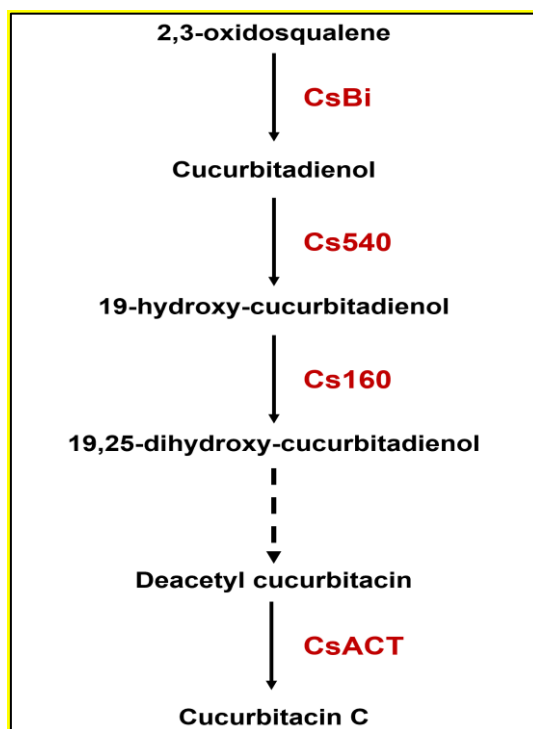 2,3-oxidosqualene
CsBi
Cucurbitadienol
Cs540
19-hydroxy-cucurbitadienol
Cs160
19,25-dihydroxy-cucurbitadienol
Deacetyl cucurbitacin
CsACT
Cucurbitacin C